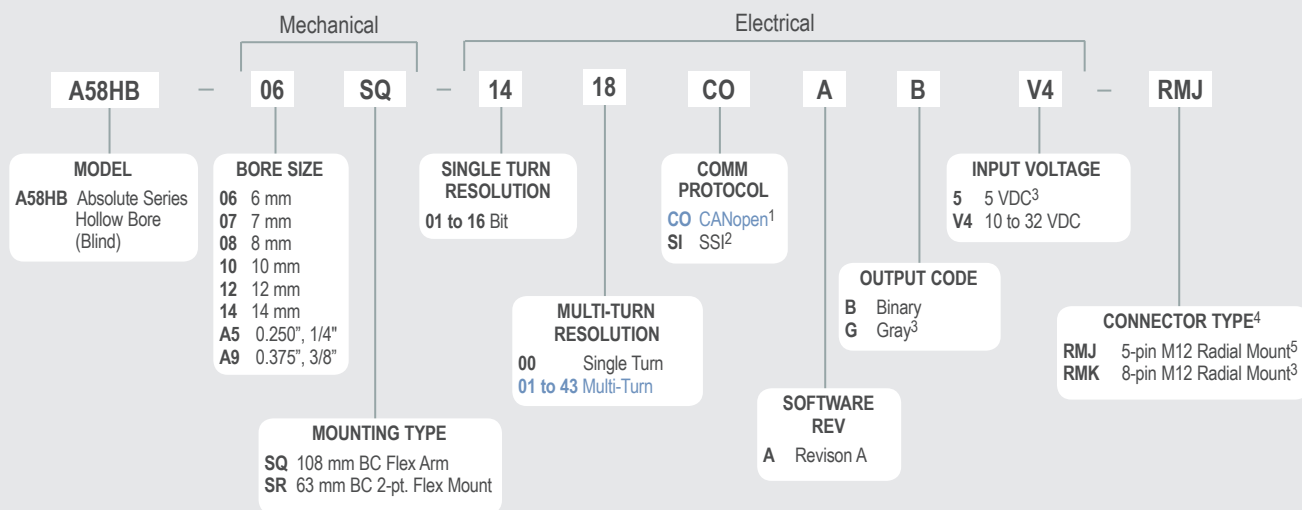 Mechanical
Electrical
A58HB – 06 SQ – 14 18 CO A B V4 – RMJ
MODEL
A58HB Absolute Series
Hollow Bore
(Blind)
BORE SIZE
06 6 mm
07 7 mm
08 8 mm
10 10 mm
12 12 mm
14 14 mm
A5 0.250”, 1/4"
A9 0.375”, 3/8”
MOUNTING TYPE
SQ 108 mm BC Flex Arm
SR 63 mm BC 2-pt. Flex Mount
SINGLE TURN
RESOLUTION
01 to 16 Bit
MULTI-TURN
RESOLUTION
00 Single Turn
01 to 43 Multi-Turn
COMM
PROTOCOL
CO CANopen¹
SI SSI²
SOFTWARE
REV
A Revison A
OUTPUT CODE
B Binary
G Gray³
INPUT VOLTAGE
5 5 VDC³
V4 10 to 32 VDC
CONNECTOR TYPE⁴
RMJ 5-pin M12 Radial Mount⁵
RMK 8-pin M12 Radial Mount³